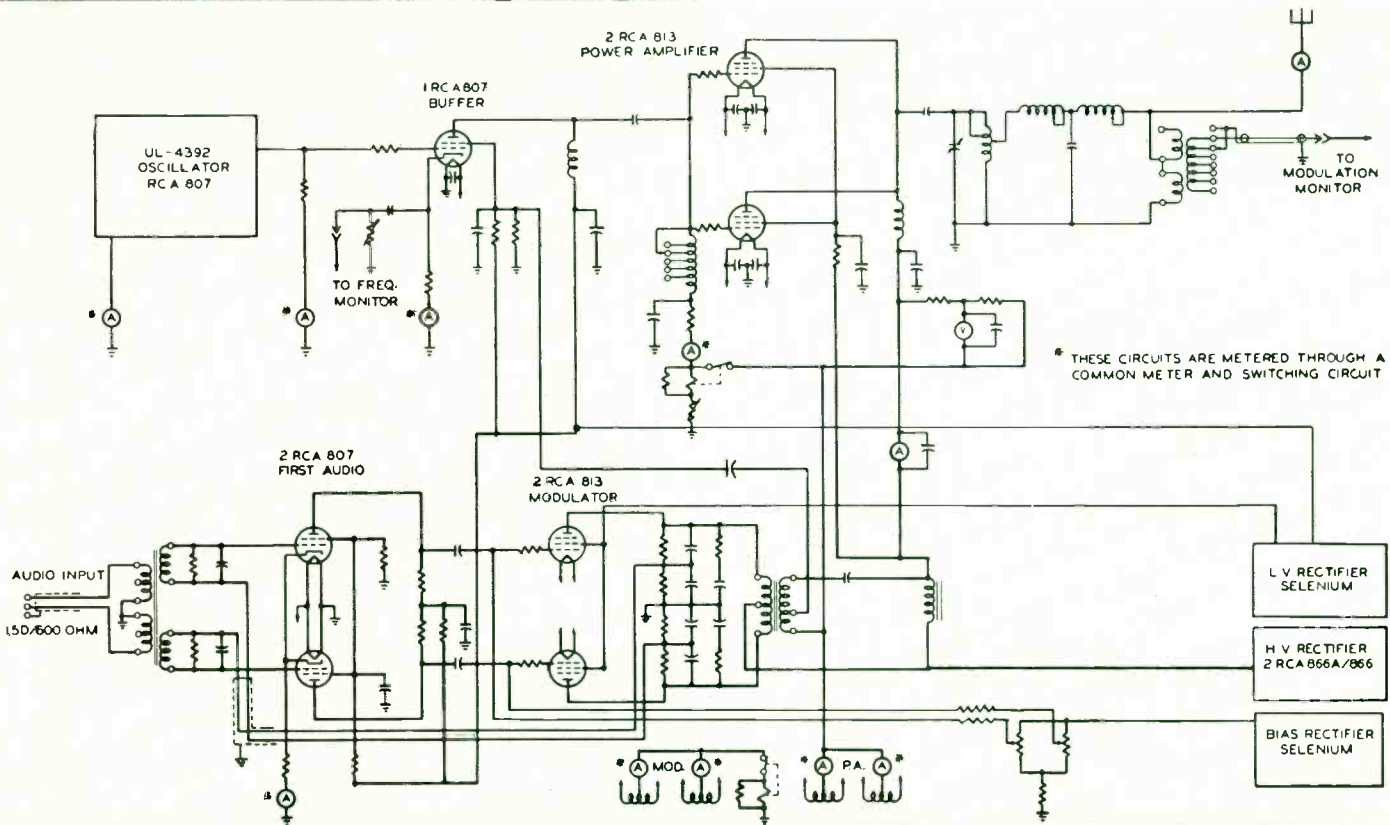 2 RCA 813
POWER AMPLIFIER
1 RCA 807
BUFFER
UL-4392
OSCILLATOR
RCA 807
TO FREQ.
MONITOR
TO
MODULATION
MONITOR
A
A
A
A
A
A
V
* THESE CIRCUITS ARE METERED THROUGH A
COMMON METER AND SWITCHING CIRCUIT
2 RCA 807
FIRST AUDIO
2 RCA 813
MODULATOR
AUDIO INPUT
150/600 OHM
L V RECTIFIER
SELENIUM
H V RECTIFIER
2 RCA 866A/866
BIAS RECTIFIER
SELENIUM
A
* A MOD. A *
* A P.A. A *